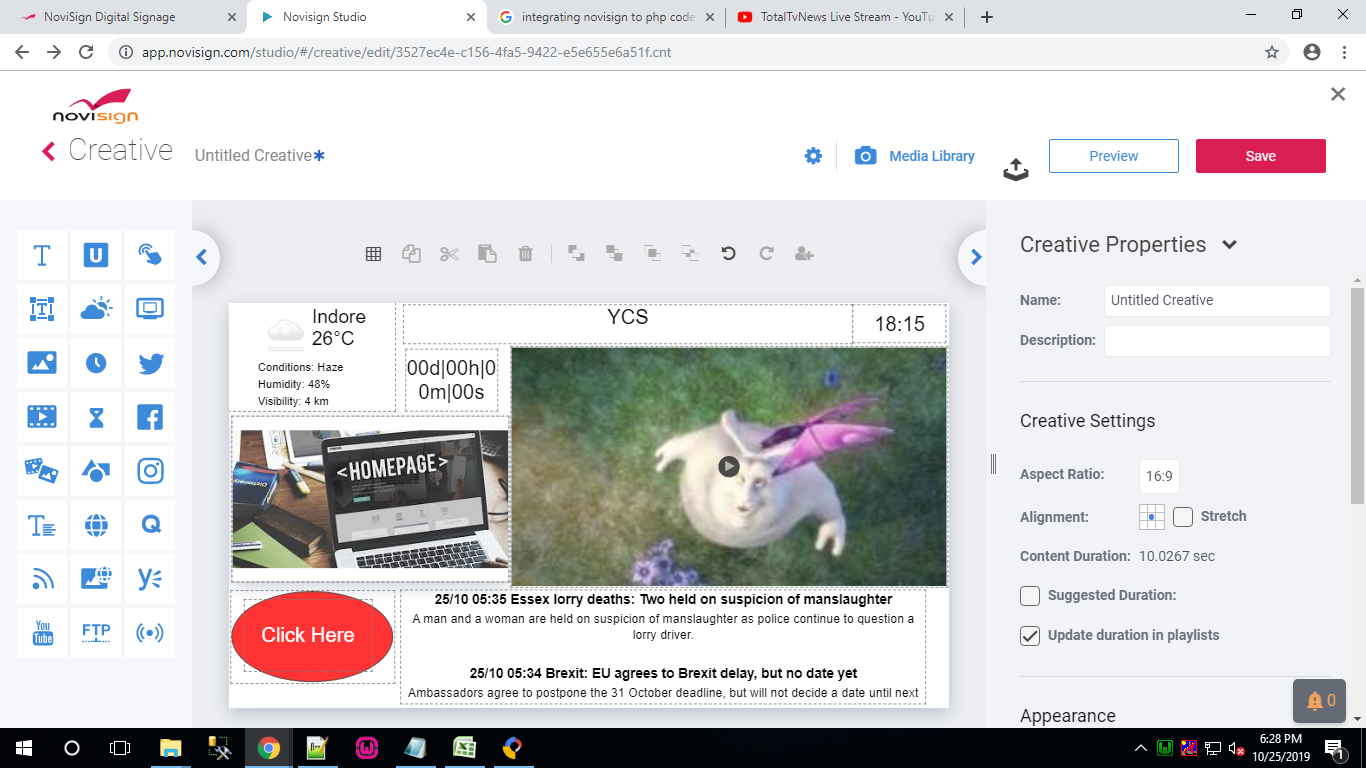 NoviSign Digital Signage
Novisign Studio
integrating novisign to php code
TotalTvNews Live Stream - YouTu
app.novisign.com/studio/#/creative/edit/3527ec4e-c156-4fa5-9422-e5e655e6a51f.cnt
novisign
Creative
Untitled Creative*
Media Library
Preview
Save
T
U
T
T
Q
y
You
Tube
FTP
Indore
26°C
Conditions: Haze
Humidity: 48%
Visibility: 4 km
YCS
18:15
00d|00h|0
0m|00s
Dictionary
<HOMEPAGE>
Click Here
25/10 05:35 Essex lorry deaths: Two held on suspicion of manslaughter
A man and a woman are held on suspicion of manslaughter as police continue to question a
lorry driver.
25/10 05:34 Brexit: EU agrees to Brexit delay, but no date yet
Ambassadors agree to postpone the 31 October deadline, but will not decide a date until next
Creative Properties
Name: Untitled Creative
Description:
Creative Settings
Aspect Ratio: 16:9
Alignment: Stretch
Content Duration: 10.0267 sec
Suggested Duration:
Update duration in playlists
Appearance
0
6:28 PM
10/25/2019
1